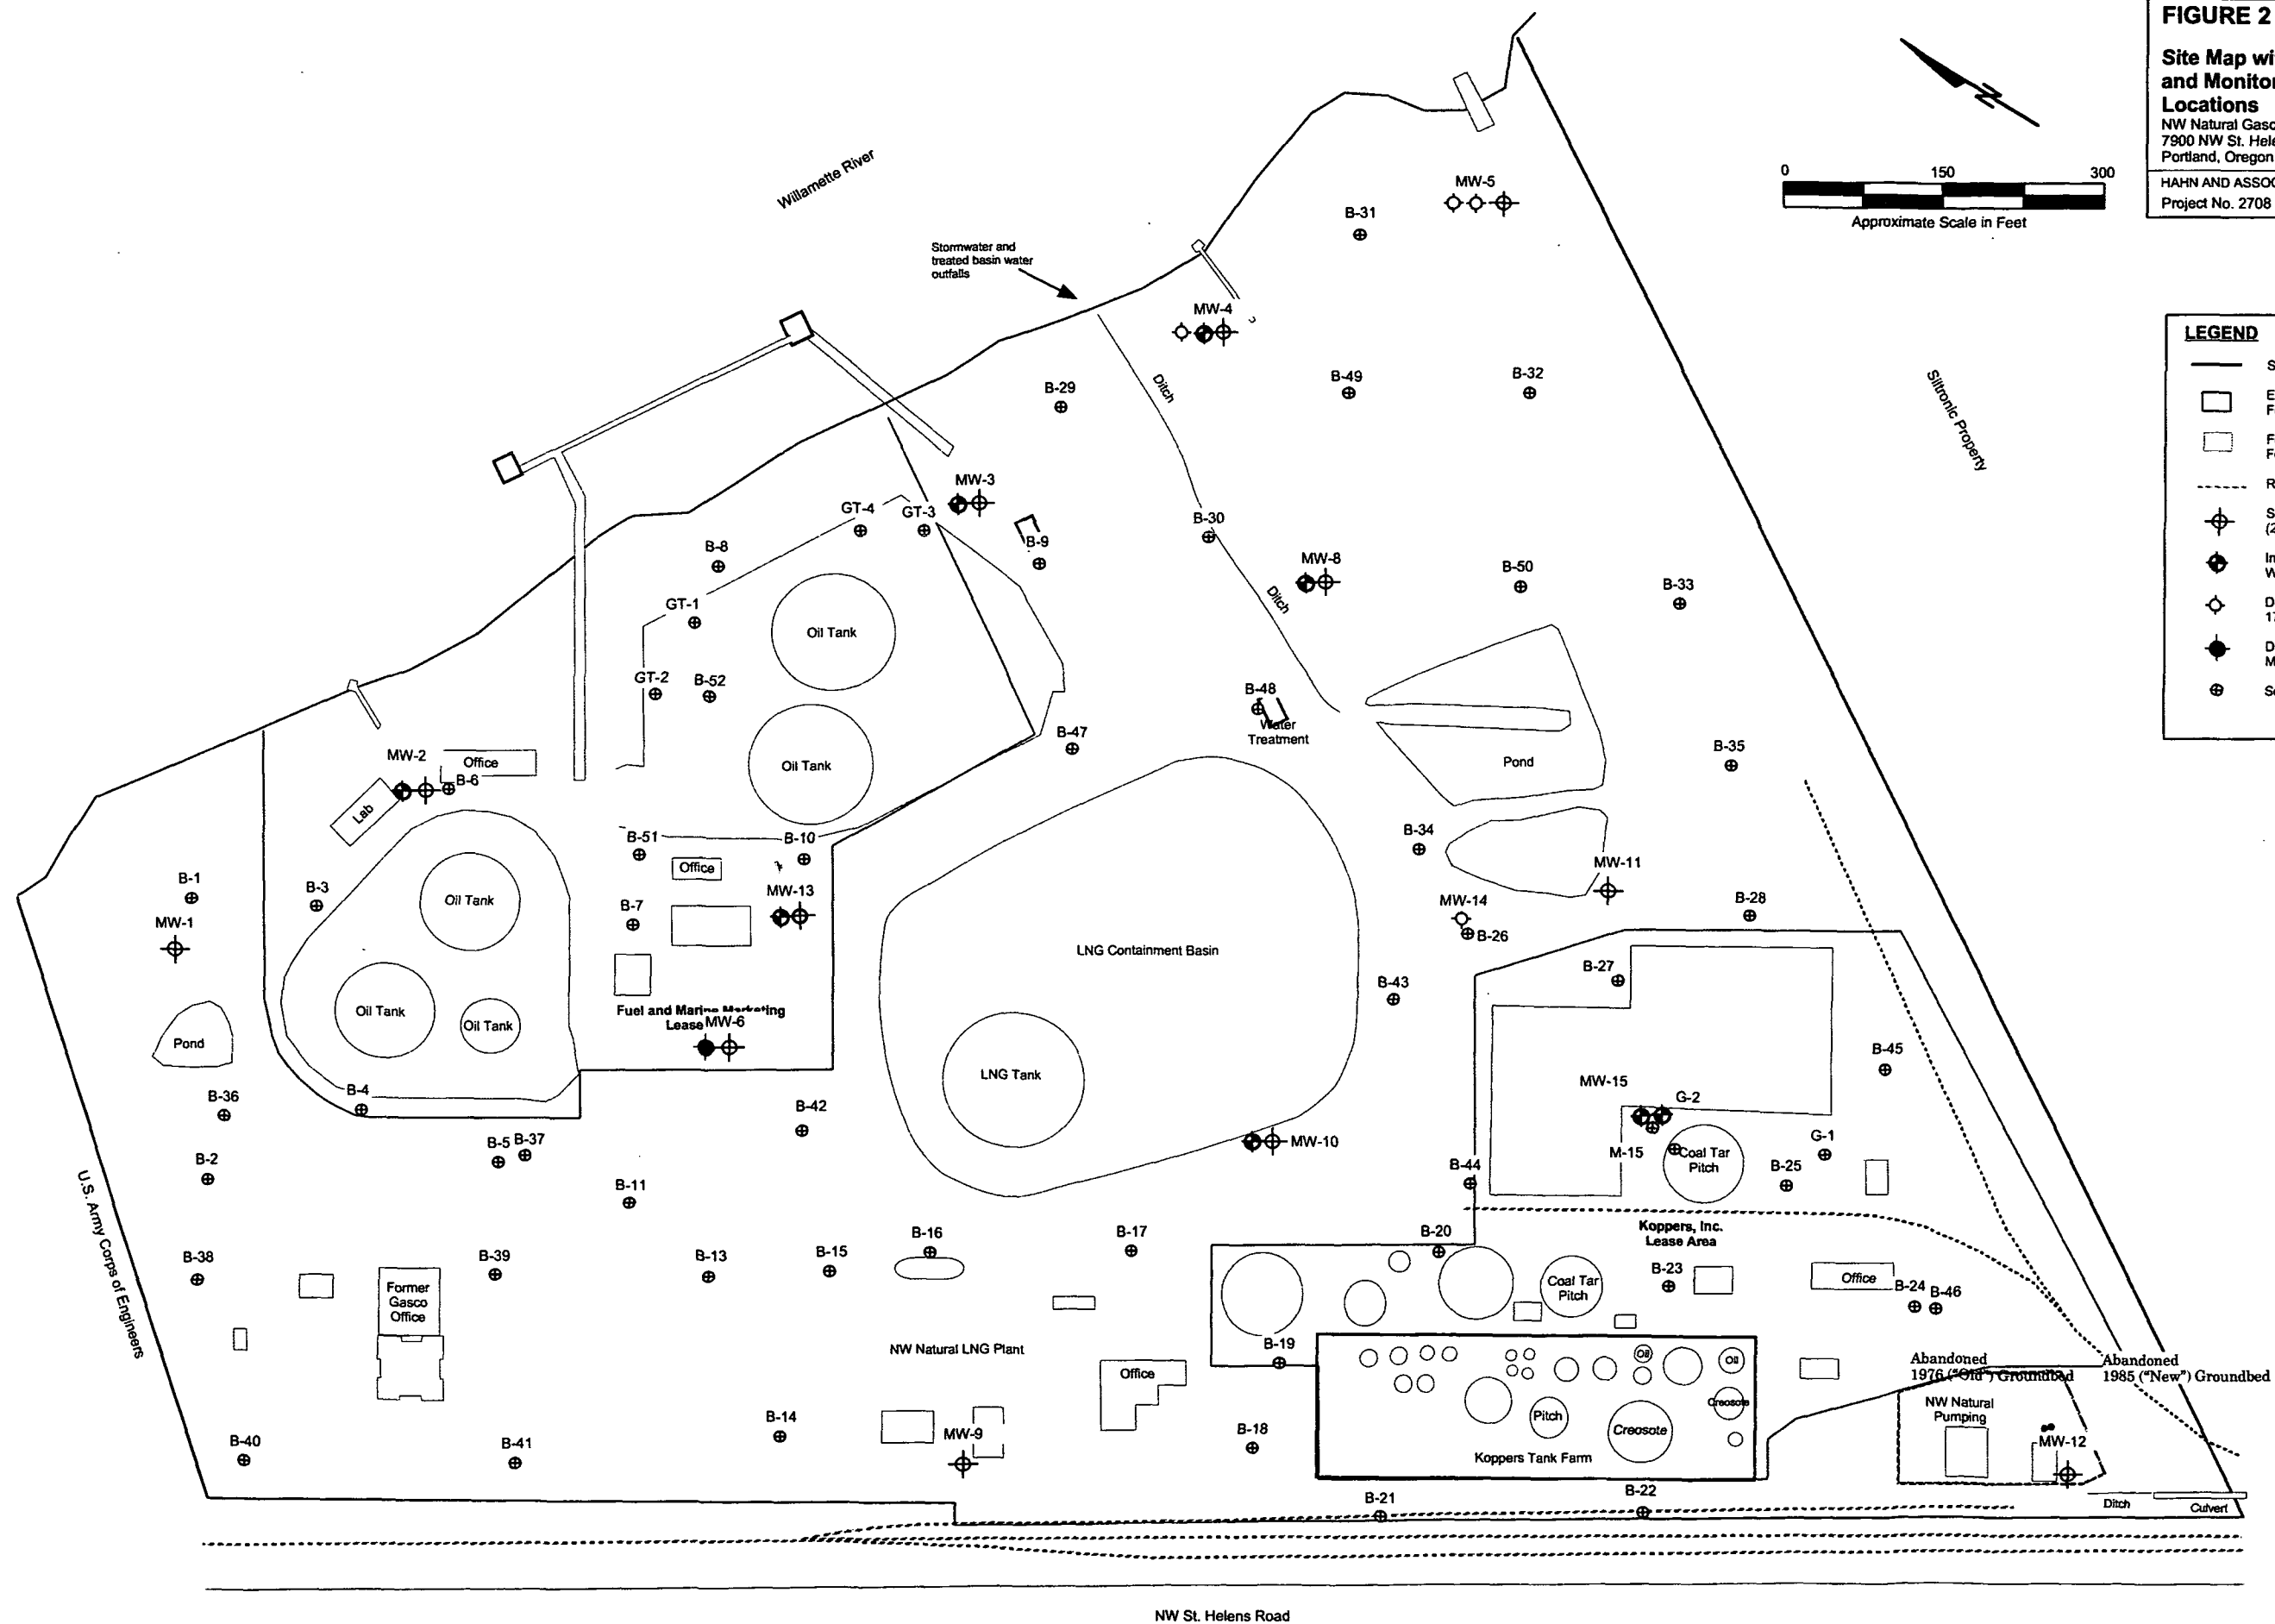 FIGURE 2
Site Map wi
and Monitor
Locations
NW Natural Gasc
7900 NW St. Hele
Portland, Oregon
HAHN AND ASSOC
Project No. 2708
0 150 300
Approximate Scale in Feet
N
LEGEND
S
E
F
F
F
R
S
(2
In
W
D
17
D
M
S
Willamette River
Stormwater and
treated basin water
outfalls
Siltronic Property
U.S. Army Corps of Engineers
MW-5
B-31
MW-4
B-29
Ditch
B-49
B-32
MW-3
GT-4
GT-3
B-9
B-30
B-8
MW-8
Ditch
B-50
B-33
GT-1
Oil Tank
GT-2
B-52
B-48
Water
Treatment
B-47
Oil Tank
Pond
B-35
MW-2
Office
B-6
Lab
B-51
B-10
Office
B-34
MW-11
B-1
B-3
Oil Tank
MW-13
B-7
MW-14
B-26
B-28
MW-1
LNG Containment Basin
B-27
B-43
Oil Tank
Oil Tank
Fuel and Marine Marketing
Lease
MW-6
Pond
LNG Tank
B-45
B-36
B-4
B-42
MW-15
G-2
MW-10
B-5
B-37
M-15
Coal Tar
Pitch
G-1
B-2
B-11
B-44
B-25
B-38
B-39
B-13
B-15
B-16
B-17
B-20
Koppers, Inc.
Lease Area
Former
Gasco
Office
Coal Tar
Pitch
B-23
Office
B-24
B-46
NW Natural LNG Plant
B-19
Office
Oil
Oil
Abandoned
1976 ("Old") Groundbed
Abandoned
1985 ("New") Groundbed
Pitch
Creosote
Creosote
NW Natural
Pumping
B-14
MW-9
B-18
Koppers Tank Farm
MW-12
B-40
B-41
B-21
B-22
Ditch
Culvert
NW St. Helens Road